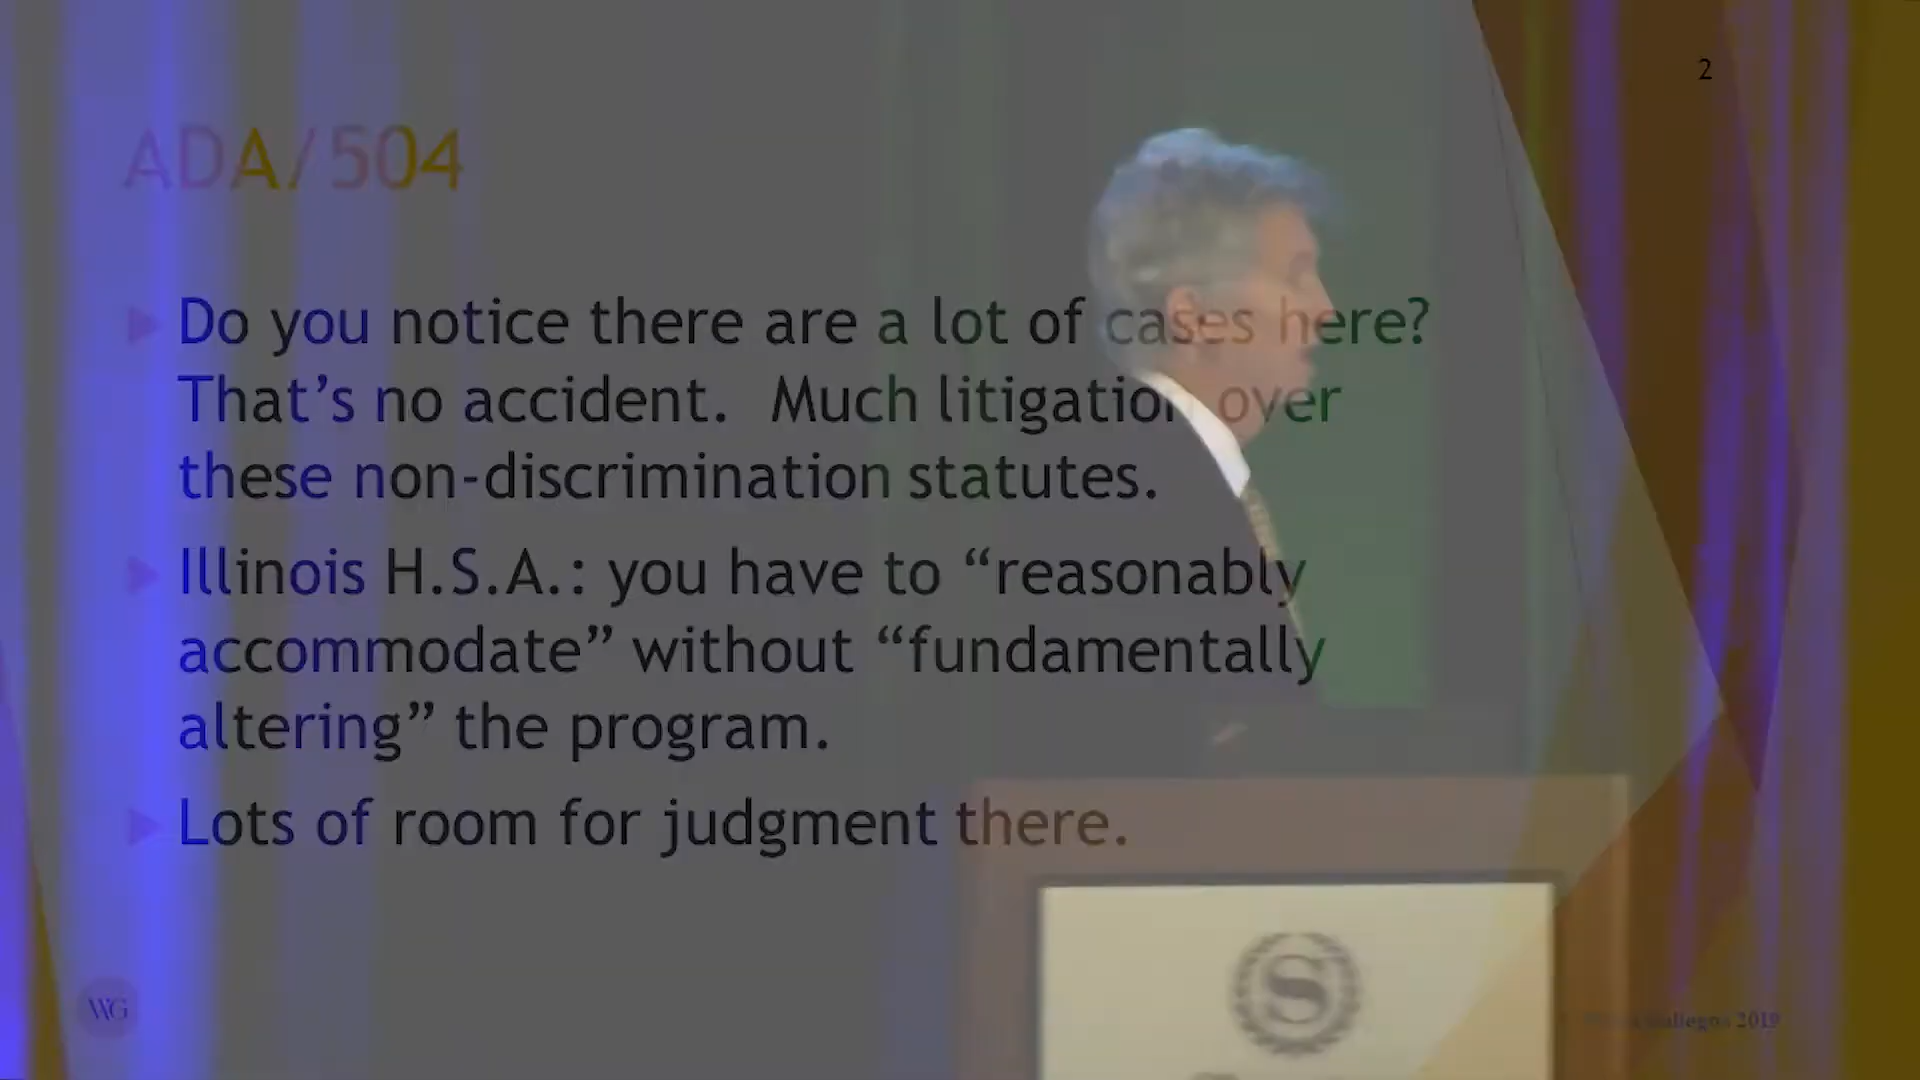 2
ADA/504
Do you notice there are a lot of cases here?
That’s no accident. Much litigation over
these non-discrimination statutes.
Illinois H.S.A.: you have to “reasonably
accommodate” without “fundamentally
altering” the program.
Lots of room for judgment there.
WG
S
Gallegos 2019